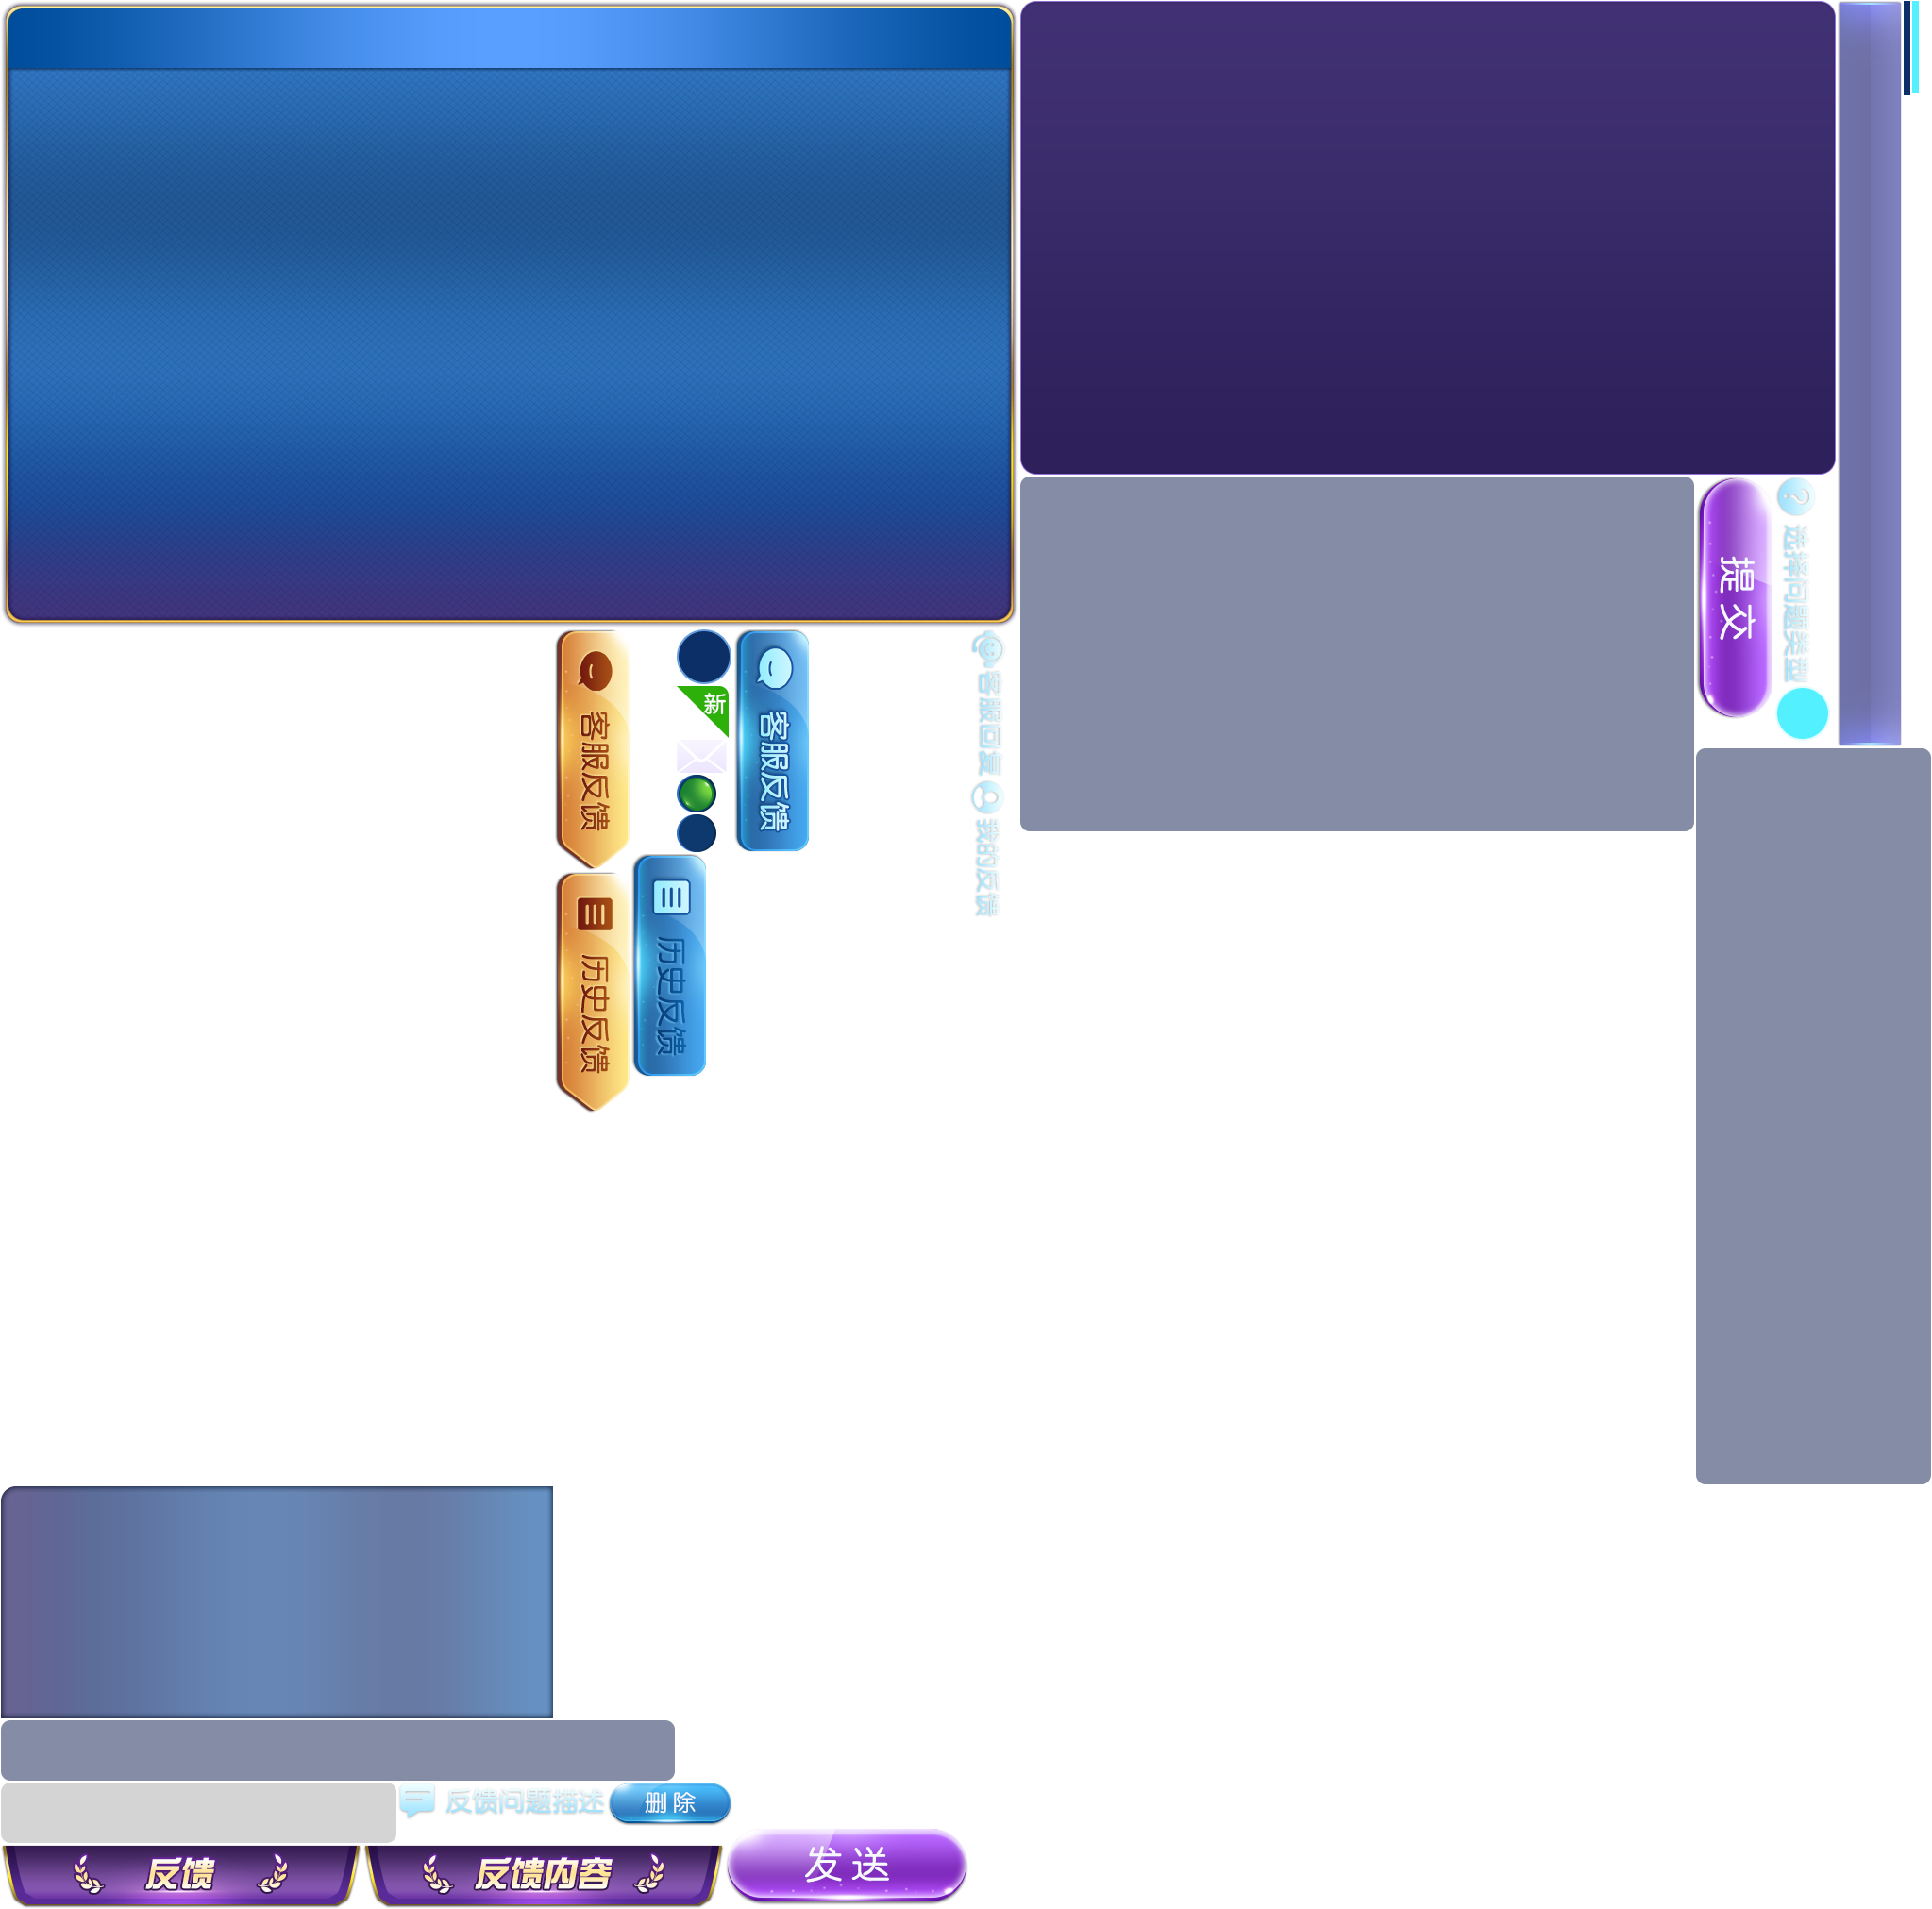 提交
选择问题类型
客服反馈
新
客服反馈
客服回复
我的反馈
历史反馈
历史反馈
反馈问题描述
删除
反馈
反馈内容
发送